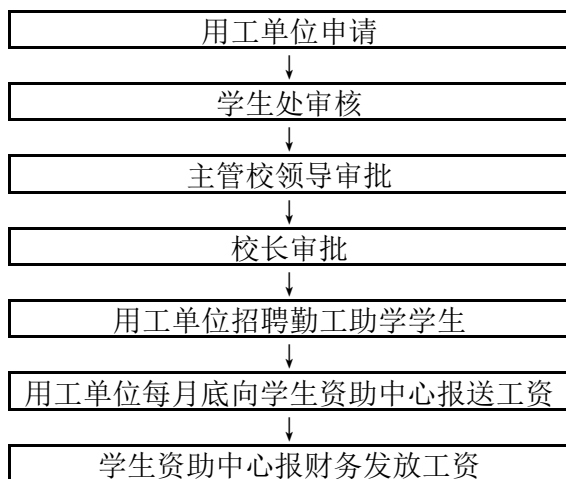 用工单位申请
学生处审核
主管校领导审批
校长审批
用工单位招聘勤工助学学生
用工单位每月底向学生资助中心报送工资
学生资助中心报财务发放工资